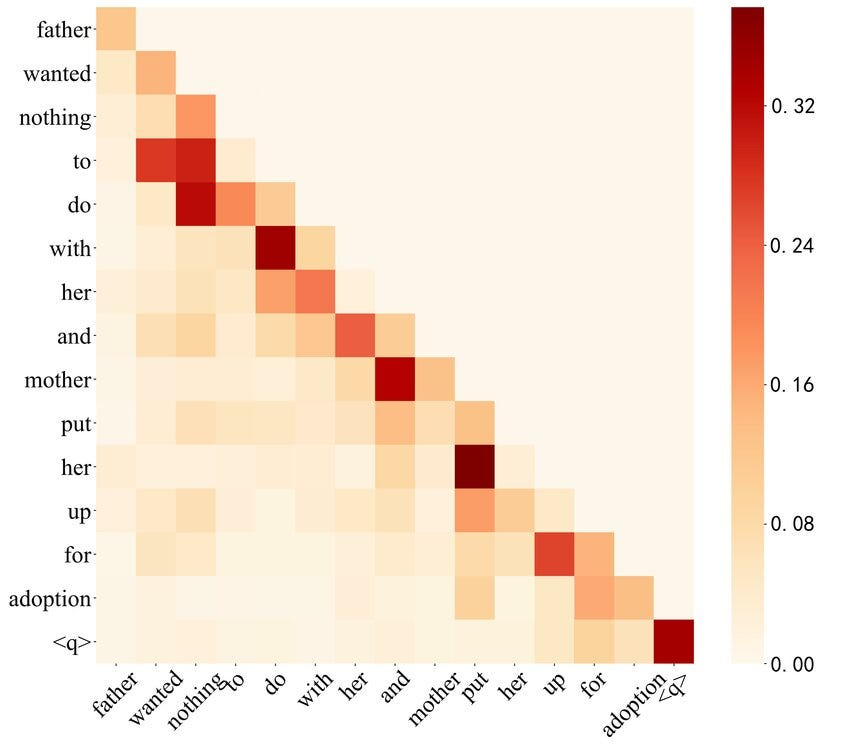 father
wanted
nothing
to
do
with
her
and
mother
put
her
up
for
adoption
<q>
father wanted nothing to do with her and mother put her up for adoption <q>
0.32
0.24
0.16
0.08
0.00